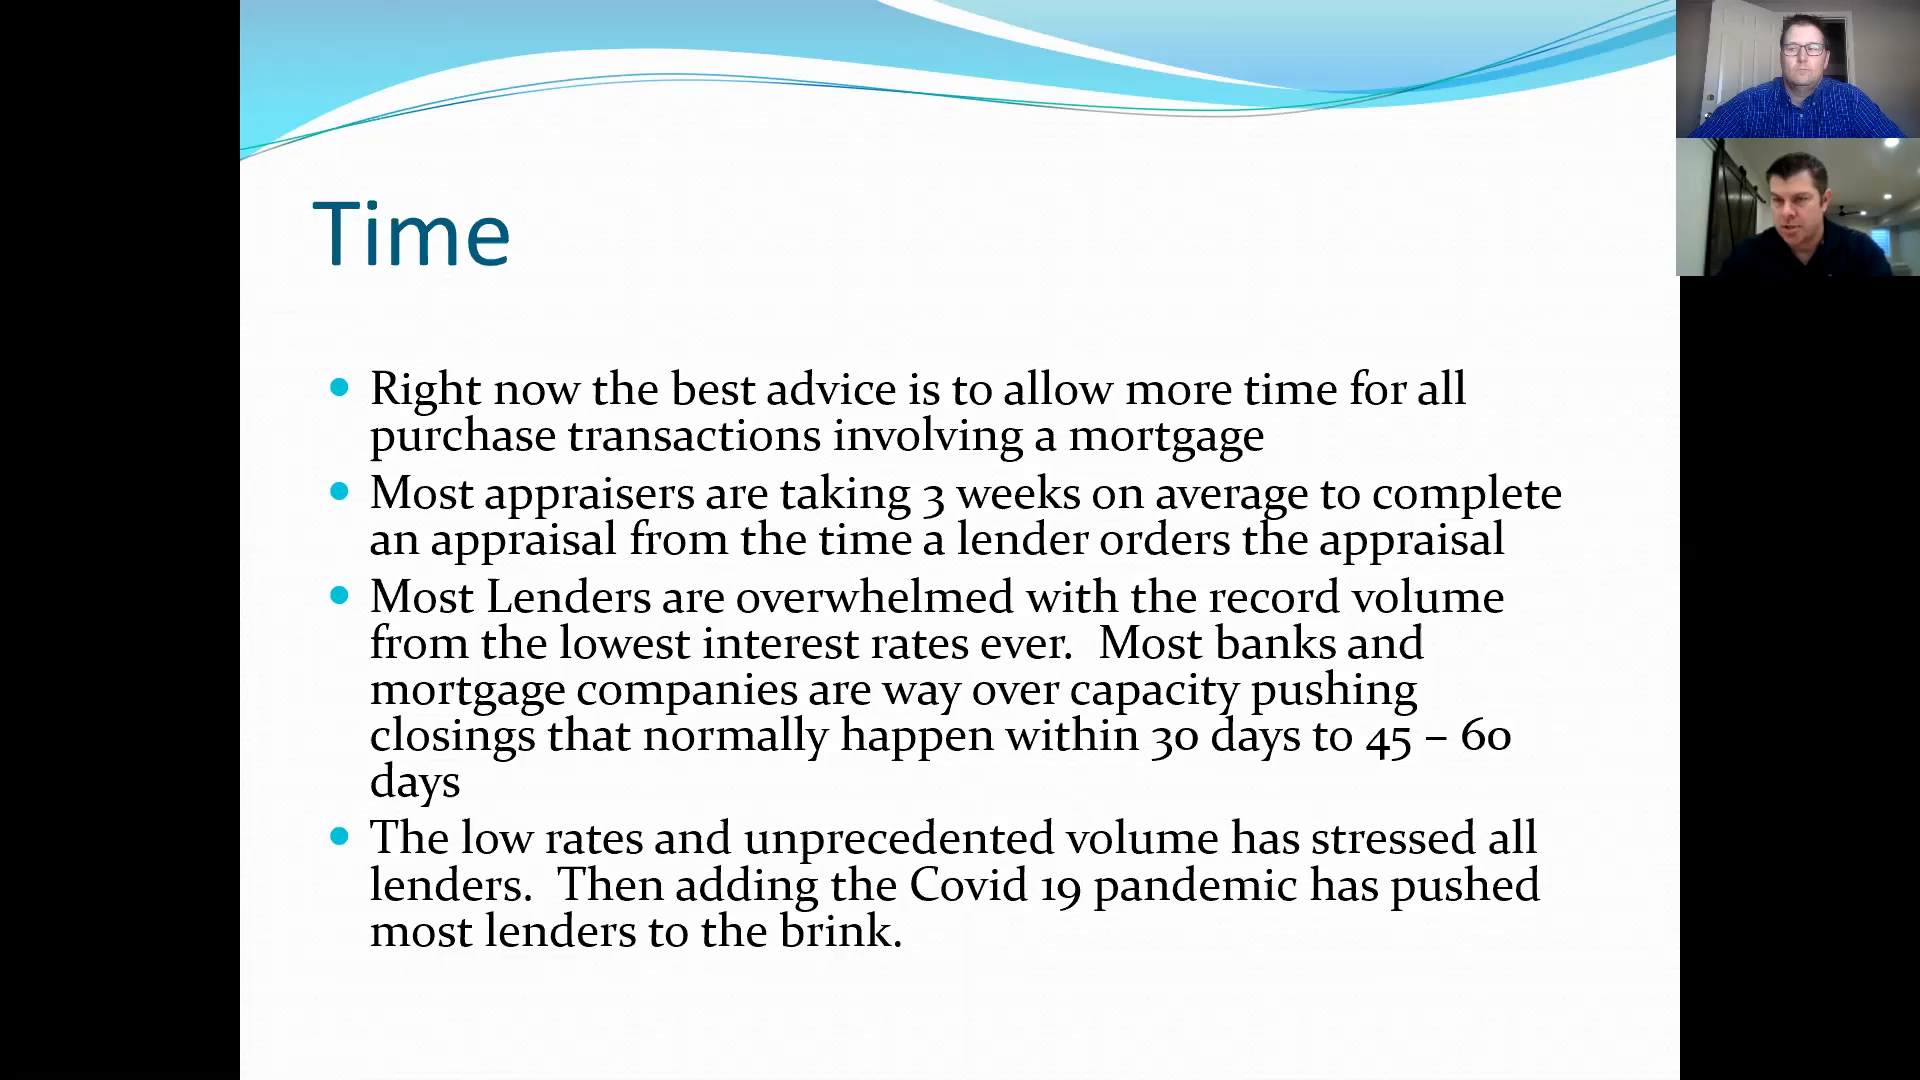 Time
Right now the best advice is to allow more time for all
purchase transactions involving a mortgage
Most appraisers are taking 3 weeks on average to complete
an appraisal from the time a lender orders the appraisal
Most Lenders are overwhelmed with the record volume
from the lowest interest rates ever.  Most banks and
mortgage companies are way over capacity pushing
closings that normally happen within 30 days to 45 – 60
days
The low rates and unprecedented volume has stressed all
lenders.  Then adding the Covid 19 pandemic has pushed
most lenders to the brink.